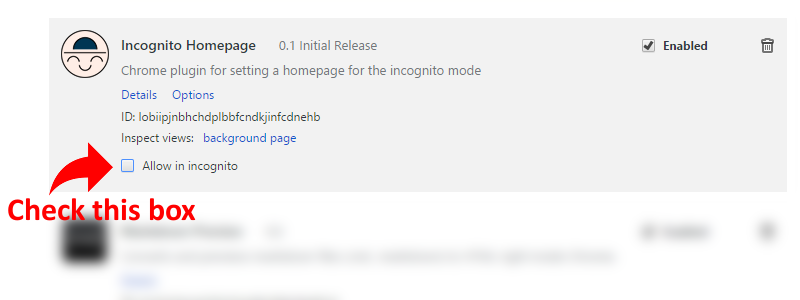 Incognito Homepage 0.1 Initial Release Enabled
Chrome plugin for setting a homepage for the incognito mode
Details Options
ID: lobiipjnbhchdplbbfcndkjinfcdnehb
Inspect views: background page
Allow in incognito
Check this box